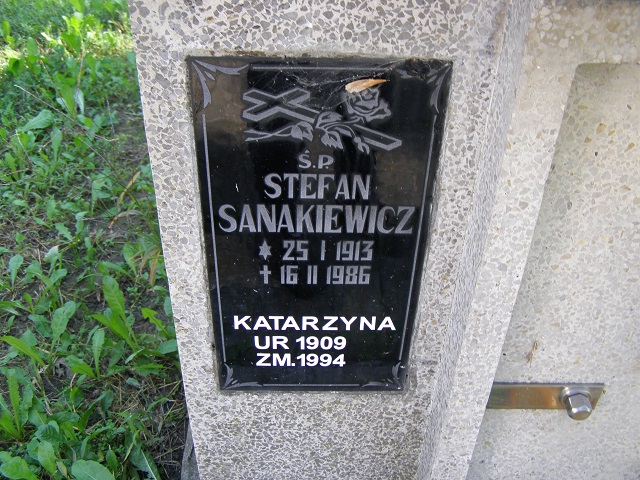 Ś.P.
STEFAN
SANAKIEWICZ
* 25 I 1913
✝ 16 II 1986
KATARZYNA
UR 1909
ZM.1994